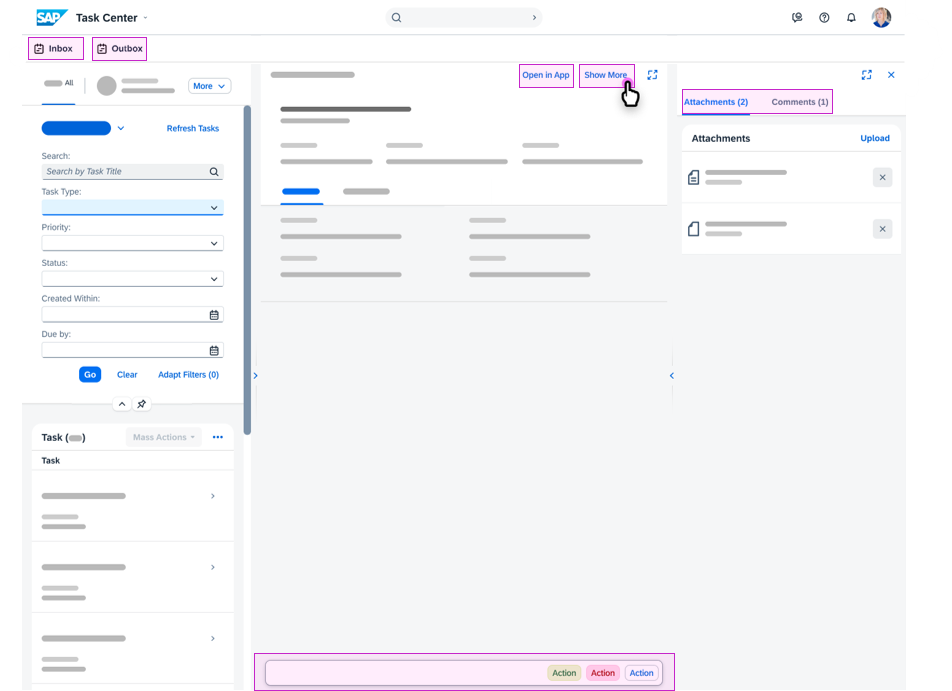 SAP Task Center
Inbox Outbox
All
More
Open in App Show More
Attachments (2) Comments (1)
Refresh Tasks
Search:
Search by Task Title
Task Type:
Priority:
Status:
Created Within:
Due by:
Go Clear Adapt Filters (0)
Task ( ) Mass Actions
Task
Attachments Upload
Action Action Action